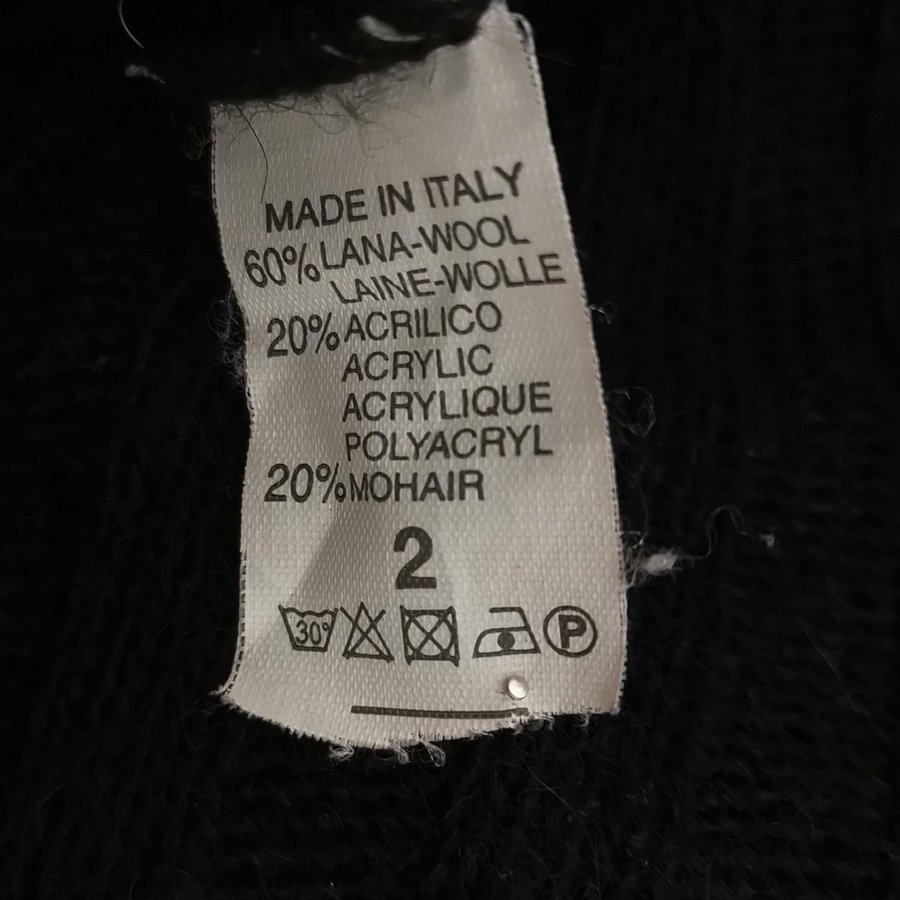 MADE IN ITALY
60% LANA-WOOL
LAINE-WOLLE
20% ACRILICO
ACRYLIC
ACRYLIQUE
POLYACRYL
20% MOHAIR
2
30° P